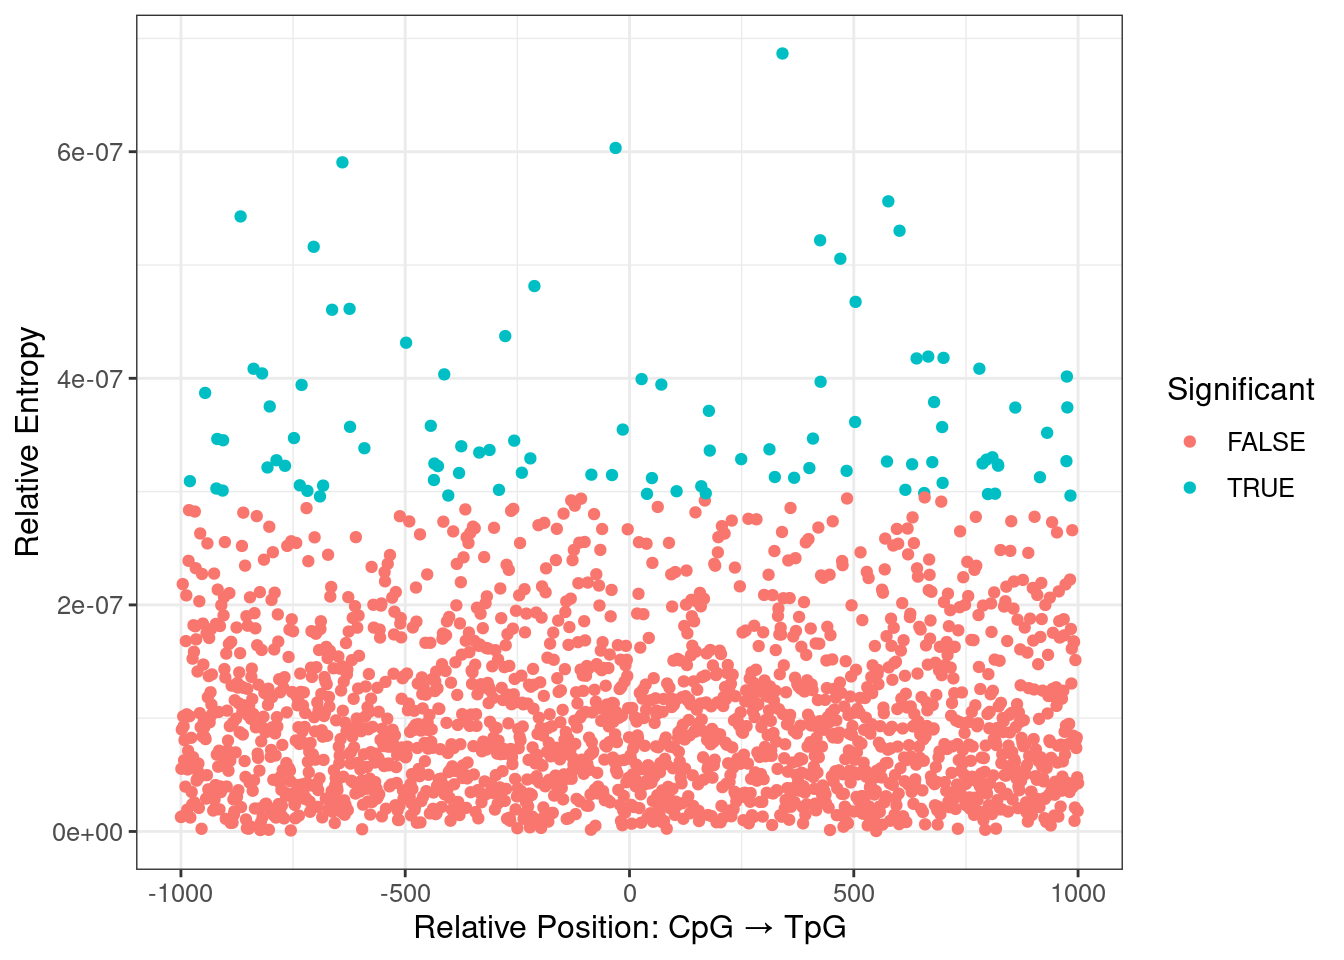 6e-07
4e-07
2e-07
0e+00
Relative Entropy
-1000 -500 0 500 1000
Relative Position: CpG → TpG
Significant
FALSE
TRUE